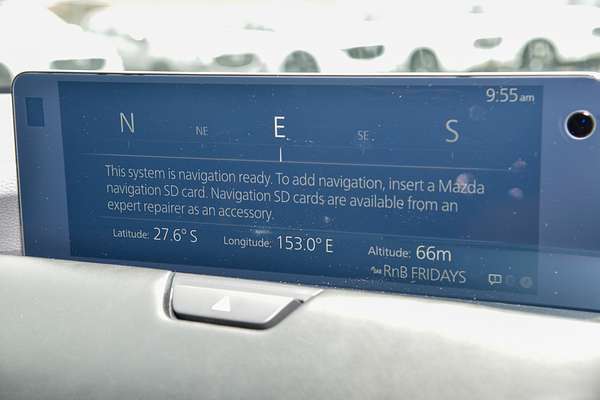 9:55 am
N NE E SE S
This system is navigation ready. To add navigation, insert a Mazda
navigation SD card. Navigation SD cards are available from an
expert repairer as an accessory.
Latitude: 27.6° S Longitude: 153.0° E Altitude: 66m
RnB FRIDAYS